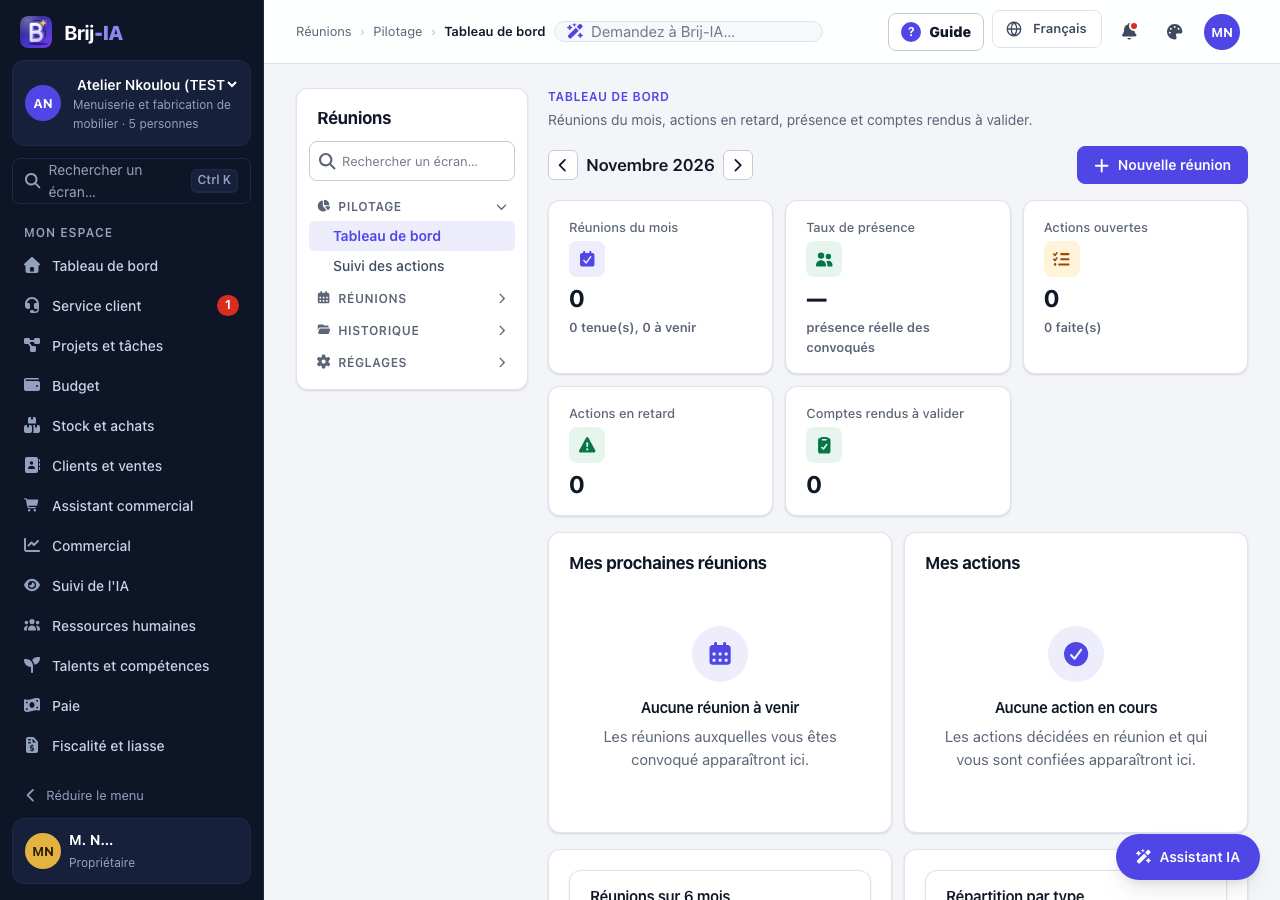 Brij-IA
AN
Atelier Nkoulou (TEST
Menuiserie et fabrication de
mobilier · 5 personnes
Rechercher un
écran...
Ctrl K
MON ESPACE
Tableau de bord
Service client
1
Projets et tâches
Budget
Stock et achats
Clients et ventes
Assistant commercial
Commercial
Suivi de l'IA
Ressources humaines
Talents et compétences
Paie
Fiscalité et liasse
Réduire le menu
MN
M. N...
Propriétaire
Réunions › Pilotage › Tableau de bord
Demandez à Brij-IA...
? Guide
Français
MN
Réunions
Rechercher un écran...
PILOTAGE
Tableau de bord
Suivi des actions
RÉUNIONS
HISTORIQUE
RÉGLAGES
TABLEAU DE BORD
Réunions du mois, actions en retard, présence et comptes rendus à valider.
Novembre 2026
Nouvelle réunion
Réunions du mois
0
0 tenue(s), 0 à venir
Taux de présence
—
présence réelle des
convoqués
Actions ouvertes
0
0 faite(s)
Actions en retard
0
Comptes rendus à valider
0
Mes prochaines réunions
Aucune réunion à venir
Les réunions auxquelles vous êtes
convoqué apparaîtront ici.
Mes actions
Aucune action en cours
Les actions décidées en réunion et qui
vous sont confiées apparaîtront ici.
Assistant IA
Réunions sur 6 mois
Répartition par type